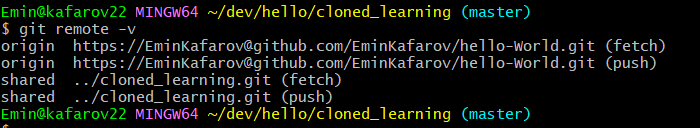 Emin@kafarov22 MINGW64 ~/dev/hello/cloned_learning (master)
$ git remote -v
origin  https://EminKafarov@github.com/EminKafarov/hello-World.git (fetch)
origin  https://EminKafarov@github.com/EminKafarov/hello-World.git (push)
shared  ../cloned_learning.git (fetch)
shared  ../cloned_learning.git (push)
Emin@kafarov22 MINGW64 ~/dev/hello/cloned_learning (master)